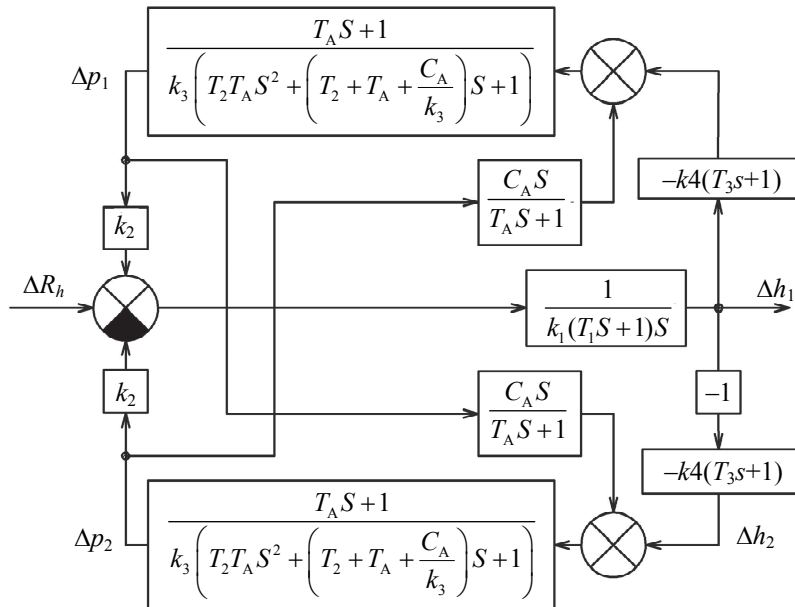 Δp₁
T_A S + 1
k₃(T₂T_A S² + (T₂ + T_A + C_A/k₃)S + 1)
C_A S
T_A S + 1
–k4(T₃s+1)
k₂
ΔR_h
1
k₁(T₁S + 1)S
Δh₁
k₂
C_A S
T_A S + 1
–1
–k4(T₃s+1)
Δp₂
T_A S + 1
k₃(T₂T_A S² + (T₂ + T_A + C_A/k₃)S + 1)
Δh₂